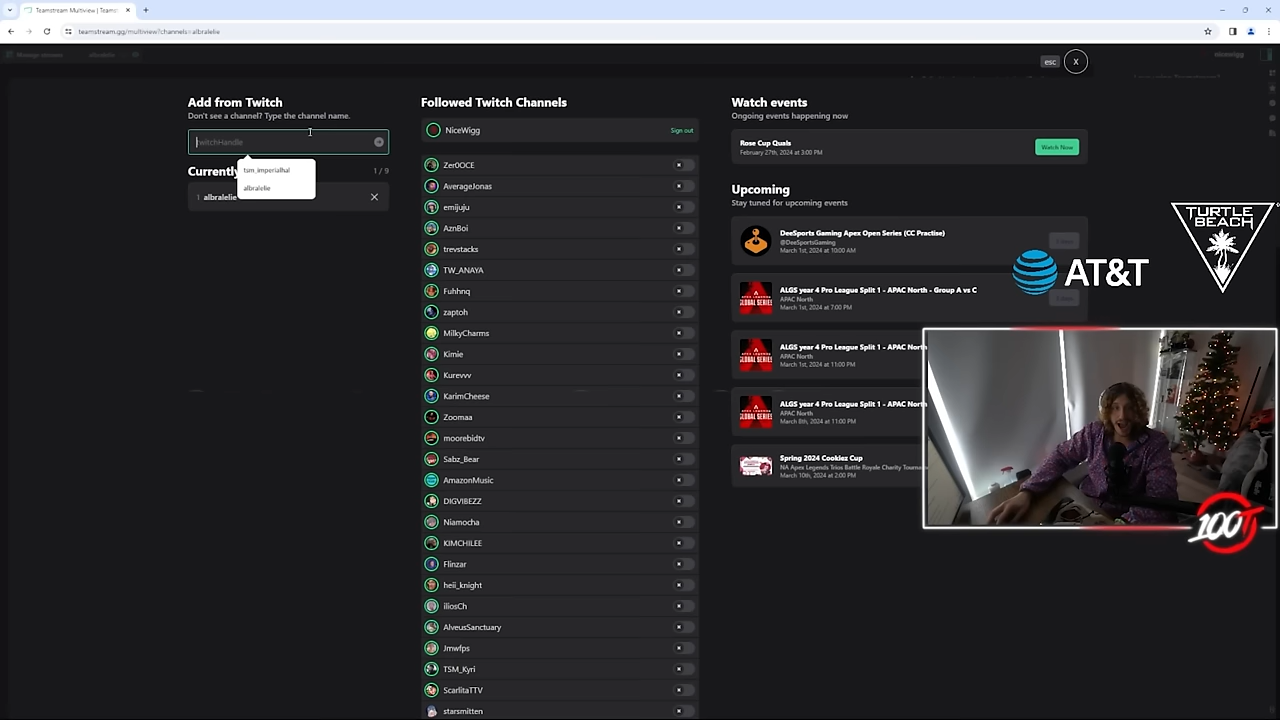 Teamstream Multiview | Teams
teamstream.gg/multiview?channels=albralelie
Manage streams
albralelie
nicewigg
esc
X
Add from Twitch
Don't see a channel? Type the channel name.
TwitchHandle
tsm_imperialhal
albralelie
Currently
1 / 9
1 albralelie
Followed Twitch Channels
NiceWigg
Sign out
Zer0OCE
AverageJonas
emijuju
AznBoi
trevstacks
TW_ANAYA
Fuhhnq
zaptoh
MilkyCharms
Kimie
Kurevvv
KarimCheese
Zoomaa
moorebidtv
Sabz_Bear
AmazonMusic
DIGVIBEZZ
Niamocha
KIMCHILEE
Flinzar
heii_knight
iliosCh
AlveusSanctuary
Jmwfps
TSM_Kyri
ScarlitaTTV
starsmitten
Watch events
Ongoing events happening now
Rose Cup Quals
February 27th, 2024 at 3:00 PM
Watch Now
Upcoming
Stay tuned for upcoming events
DeeSports Gaming Apex Open Series (CC Practise)
@DeeSportsGaming
March 1st, 2024 at 10:00 AM
ALGS year 4 Pro League Split 1 - APAC North - Group A vs C
APAC North
March 1st, 2024 at 7:00 PM
ALGS year 4 Pro League Split 1 - APAC North
APAC North
March 1st, 2024 at 11:00 PM
ALGS year 4 Pro League Split 1 - APAC North
APAC North
March 8th, 2024 at 11:00 PM
Spring 2024 Cookiez Cup
NA Apex Legends Trios Battle Royale Charity Tourname
March 10th, 2024 at 2:00 PM
TURTLE
BEACH
AT&T
100T